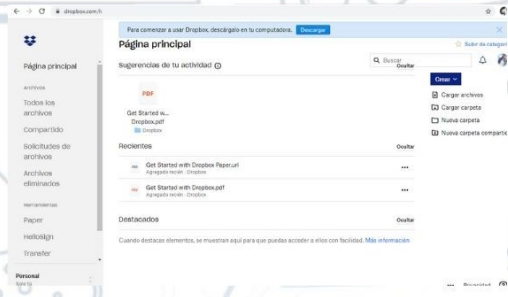 dropbox.com/h
Para comenzar a usar Dropbox, descárgalo en tu computadora. Descargar
Página principal
Subir de categoría
Buscar
Sugerencias de tu actividad
Ocultar
Crear
PDF
Get Started w...
Dropbox.pdf
Dropbox
Cargar archivos
Cargar carpeta
Nueva carpeta
Nueva carpeta compartic
Recientes
Ocultar
Get Started with Dropbox Paper.url
Agregado recién · Dropbox
Get Started with Dropbox.pdf
Agregado recién · Dropbox
Destacados
Ocultar
Cuando destacas elementos, se muestran aquí para que puedas acceder a ellos con facilidad. Más información
Página principal
Archivos
Todos los
archivos
Compartido
Solicitudes de
archivos
Archivos
eliminados
Herramientas
Paper
HelloSign
Transfer
Personal
Privacidad